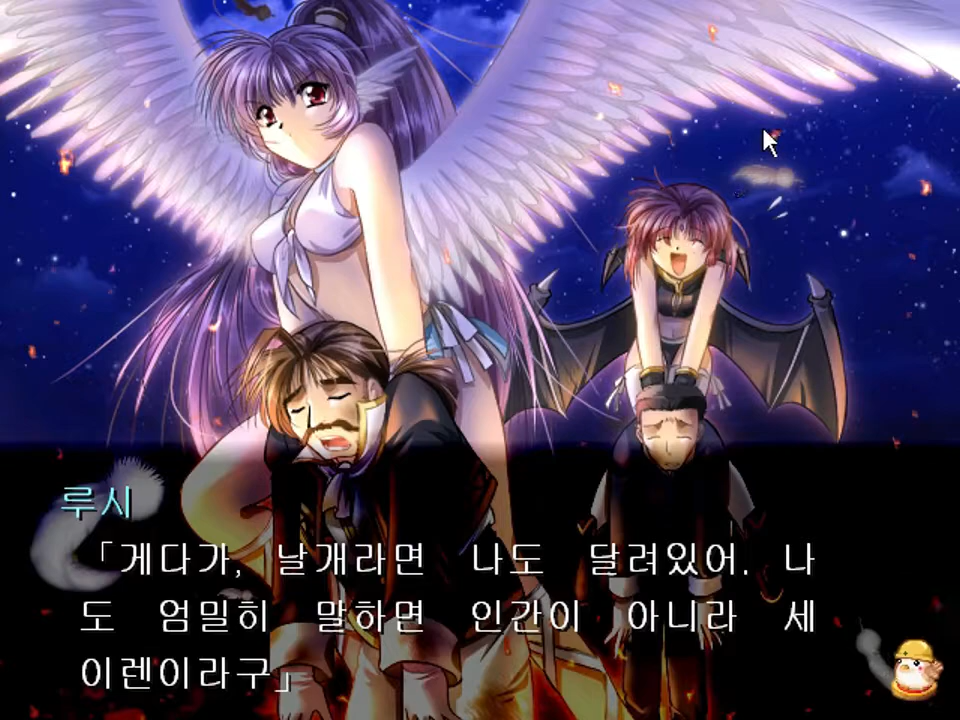 루시
「게다가, 날개라면 나도 달려있어. 나
도 엄밀히 말하면 인간이 아니라 세
이렌이라구」